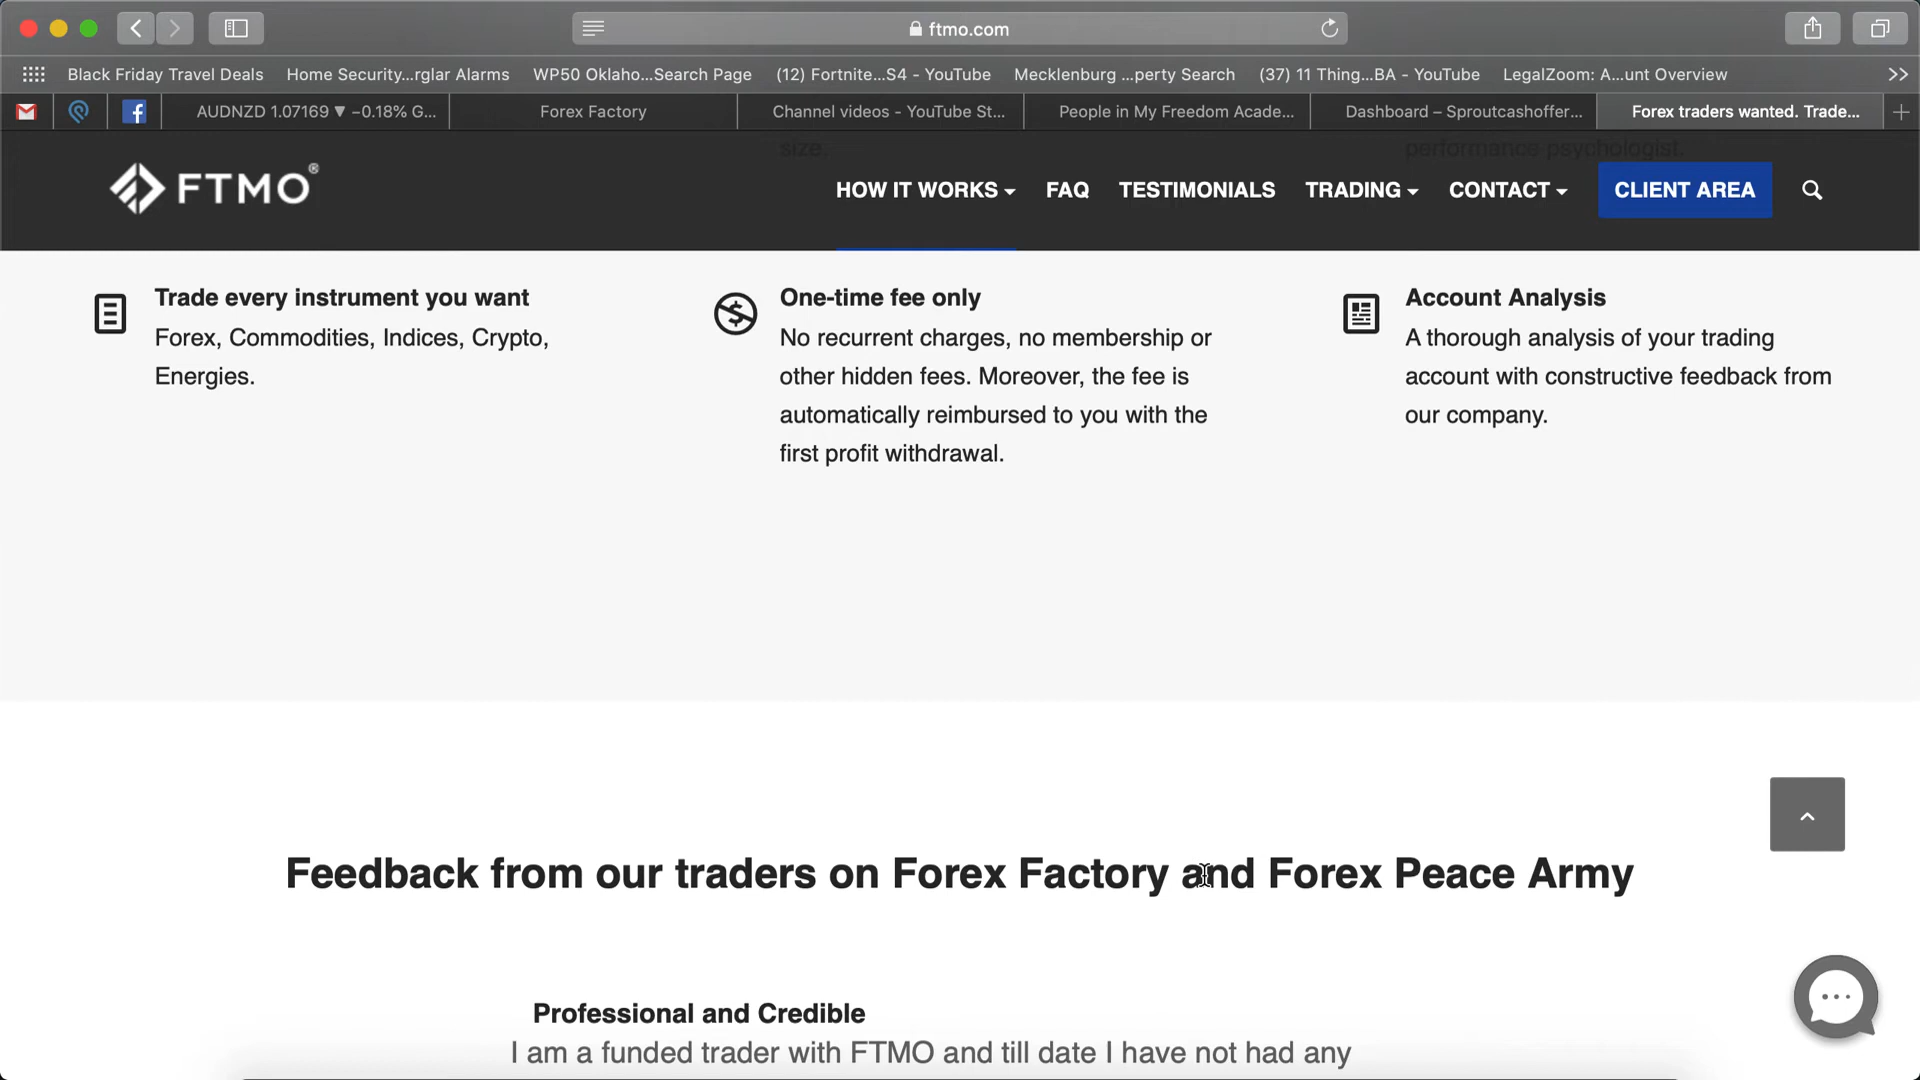 ftmo.com
Black Friday Travel Deals
Home Security...rglar Alarms
WP50 Oklaho...Search Page
(12) Fortnite...S4 - YouTube
Mecklenburg ...perty Search
(37) 11 Thing...BA - YouTube
LegalZoom: A...unt Overview
AUDNZD 1.07169 ▼ −0.18% G...
Forex Factory
Channel videos - YouTube St...
People in My Freedom Acade...
Dashboard – Sproutcashoffer...
Forex traders wanted. Trade...
size.
performance psychologist.
FTMO®
HOW IT WORKS
FAQ
TESTIMONIALS
TRADING
CONTACT
CLIENT AREA
Trade every instrument you want
Forex, Commodities, Indices, Crypto,
Energies.
One-time fee only
No recurrent charges, no membership or
other hidden fees. Moreover, the fee is
automatically reimbursed to you with the
first profit withdrawal.
Account Analysis
A thorough analysis of your trading
account with constructive feedback from
our company.
Feedback from our traders on Forex Factory and Forex Peace Army
Professional and Credible
I am a funded trader with FTMO and till date I have not had any